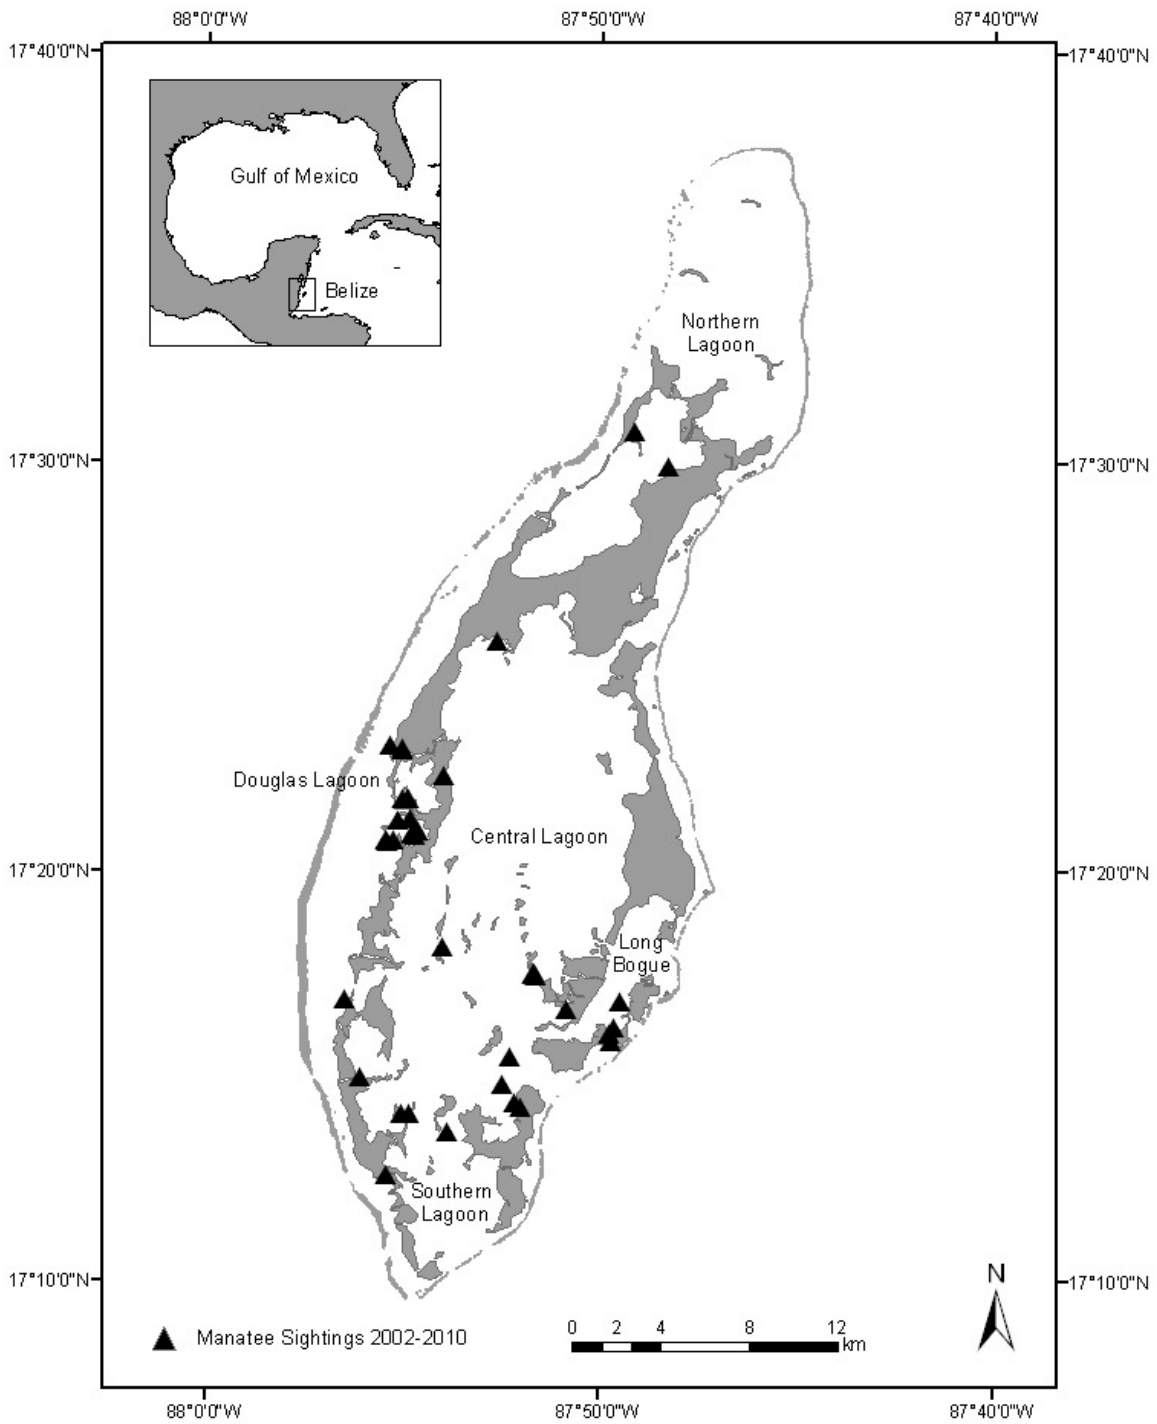 88°0'0"W 87°50'0"W 87°40'0"W
17°40'0"N 17°40'0"N
Gulf of Mexico
Belize
Northern
Lagoon
17°30'0"N 17°30'0"N
Douglas Lagoon
Central Lagoon
17°20'0"N 17°20'0"N
Long
Bogue
Southern
Lagoon
17°10'0"N 17°10'0"N
N
Manatee Sightings 2002-2010
0 2 4 8 12
km
88°0'0"W 87°50'0"W 87°40'0"W